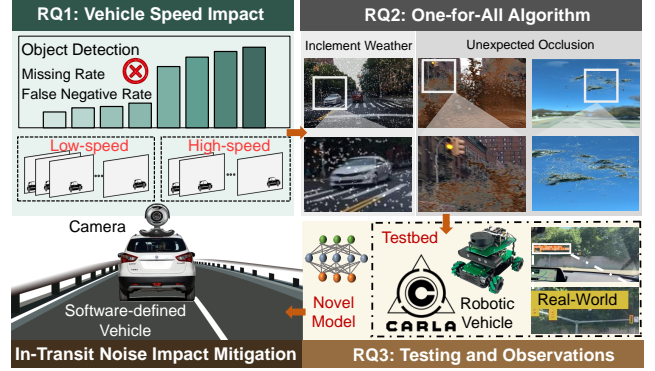 RQ1: Vehicle Speed Impact
Object Detection
Missing Rate
False Negative Rate
Low-speed
High-speed
Camera
Software-defined
Vehicle
In-Transit Noise Impact Mitigation
RQ2: One-for-All Algorithm
Inclement Weather
Unexpected Occlusion
Testbed
Novel
Model
CARLA
Robotic
Vehicle
Real-World
RQ3: Testing and Observations